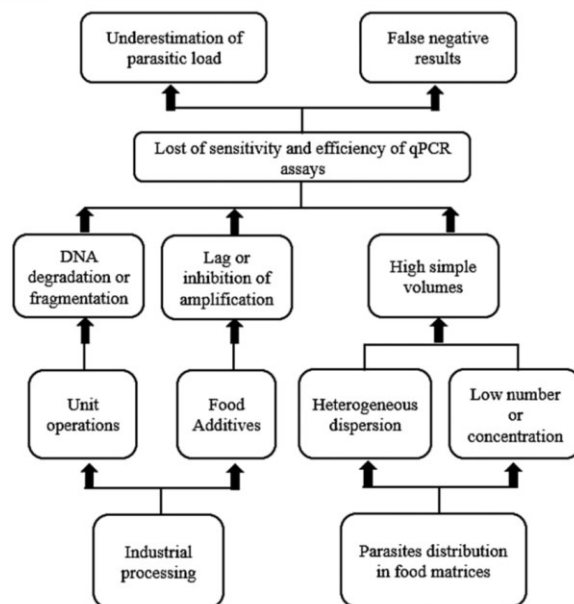 Underestimation of
parasitic load
False negative
results
Lost of sensitivity and efficiency of qPCR
assays
DNA
degradation or
fragmentation
Lag or
inhibition of
amplification
High simple
volumes
Unit
operations
Food
Additives
Heterogeneous
dispersion
Low number
or
concentration
Industrial
processing
Parasites distribution
in food matrices